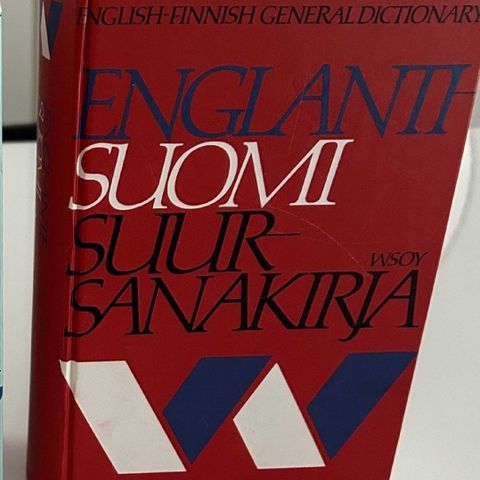 ENGLISH-FINNISH GENERAL DICTIONARY
ENGLANTI-
SUOMI
SUUR-
WSOY
SANAKIRJA